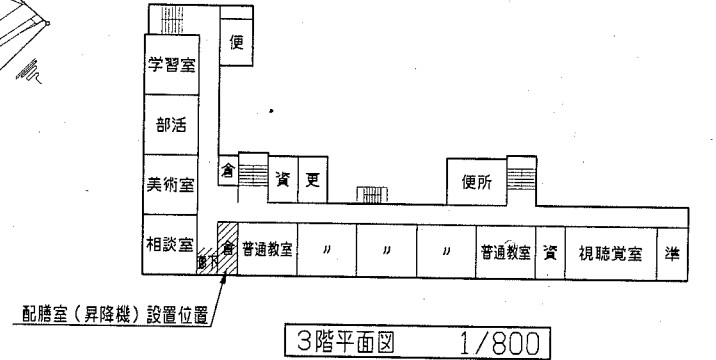 便
学習室
部活
美術室
相談室
廊下
倉
倉
資
更
便所
普通教室
〃
〃
〃
普通教室
資
視聴覚室
準
配膳室(昇降機)設置位置
3階平面図 1/800